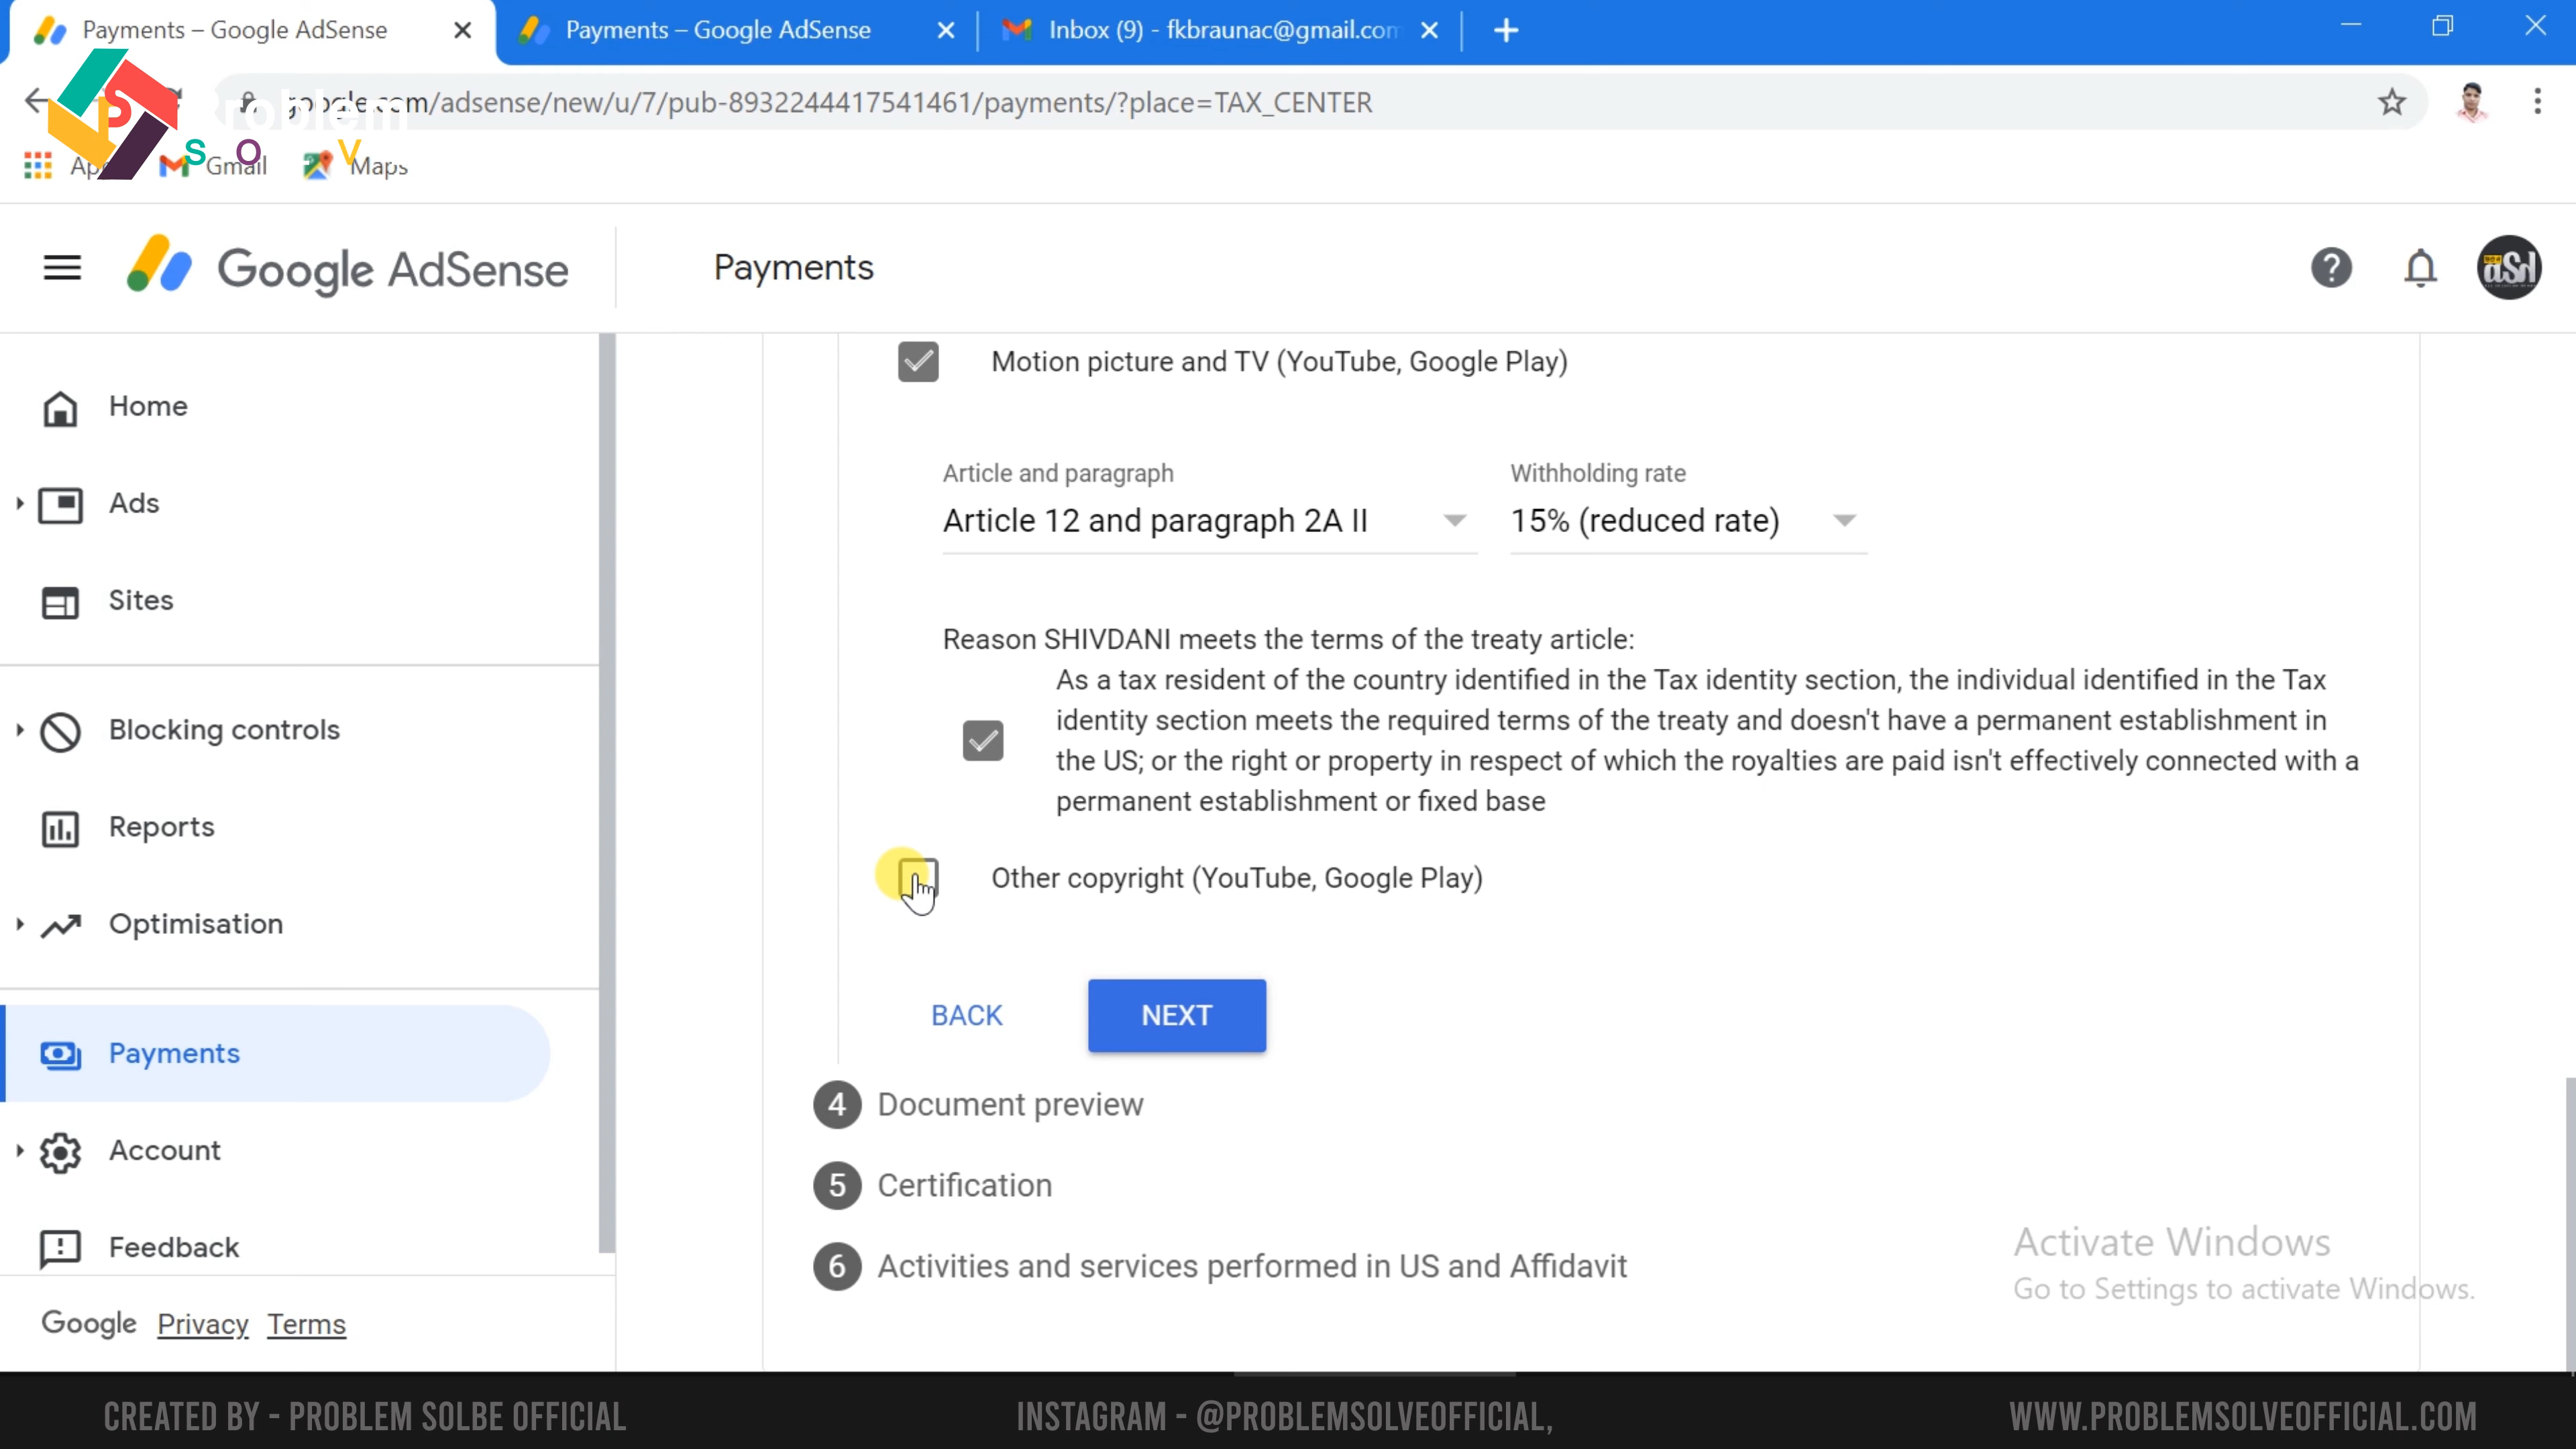 Payments – Google AdSense
Payments – Google AdSense
Inbox (9) - fkbraunac@gmail.com
google.com/adsense/new/u/7/pub-8932244417541461/payments/?place=TAX_CENTER
Problem
S O V
Gmail
Maps
Google AdSense
Payments
Home
Ads
Sites
Blocking controls
Reports
Optimisation
Payments
Account
Feedback
Google Privacy Terms
Motion picture and TV (YouTube, Google Play)
Article and paragraph
Article 12 and paragraph 2A II
Withholding rate
15% (reduced rate)
Reason SHIVDANI meets the terms of the treaty article:
As a tax resident of the country identified in the Tax identity section, the individual identified in the Tax
identity section meets the required terms of the treaty and doesn't have a permanent establishment in
the US; or the right or property in respect of which the royalties are paid isn't effectively connected with a
permanent establishment or fixed base
Other copyright (YouTube, Google Play)
BACK
NEXT
4 Document preview
5 Certification
6 Activities and services performed in US and Affidavit
Activate Windows
Go to Settings to activate Windows.
CREATED BY - PROBLEM SOLBE OFFICIAL
INSTAGRAM - @PROBLEMSOLVEOFFICIAL,
WWW.PROBLEMSOLVEOFFICIAL.COM